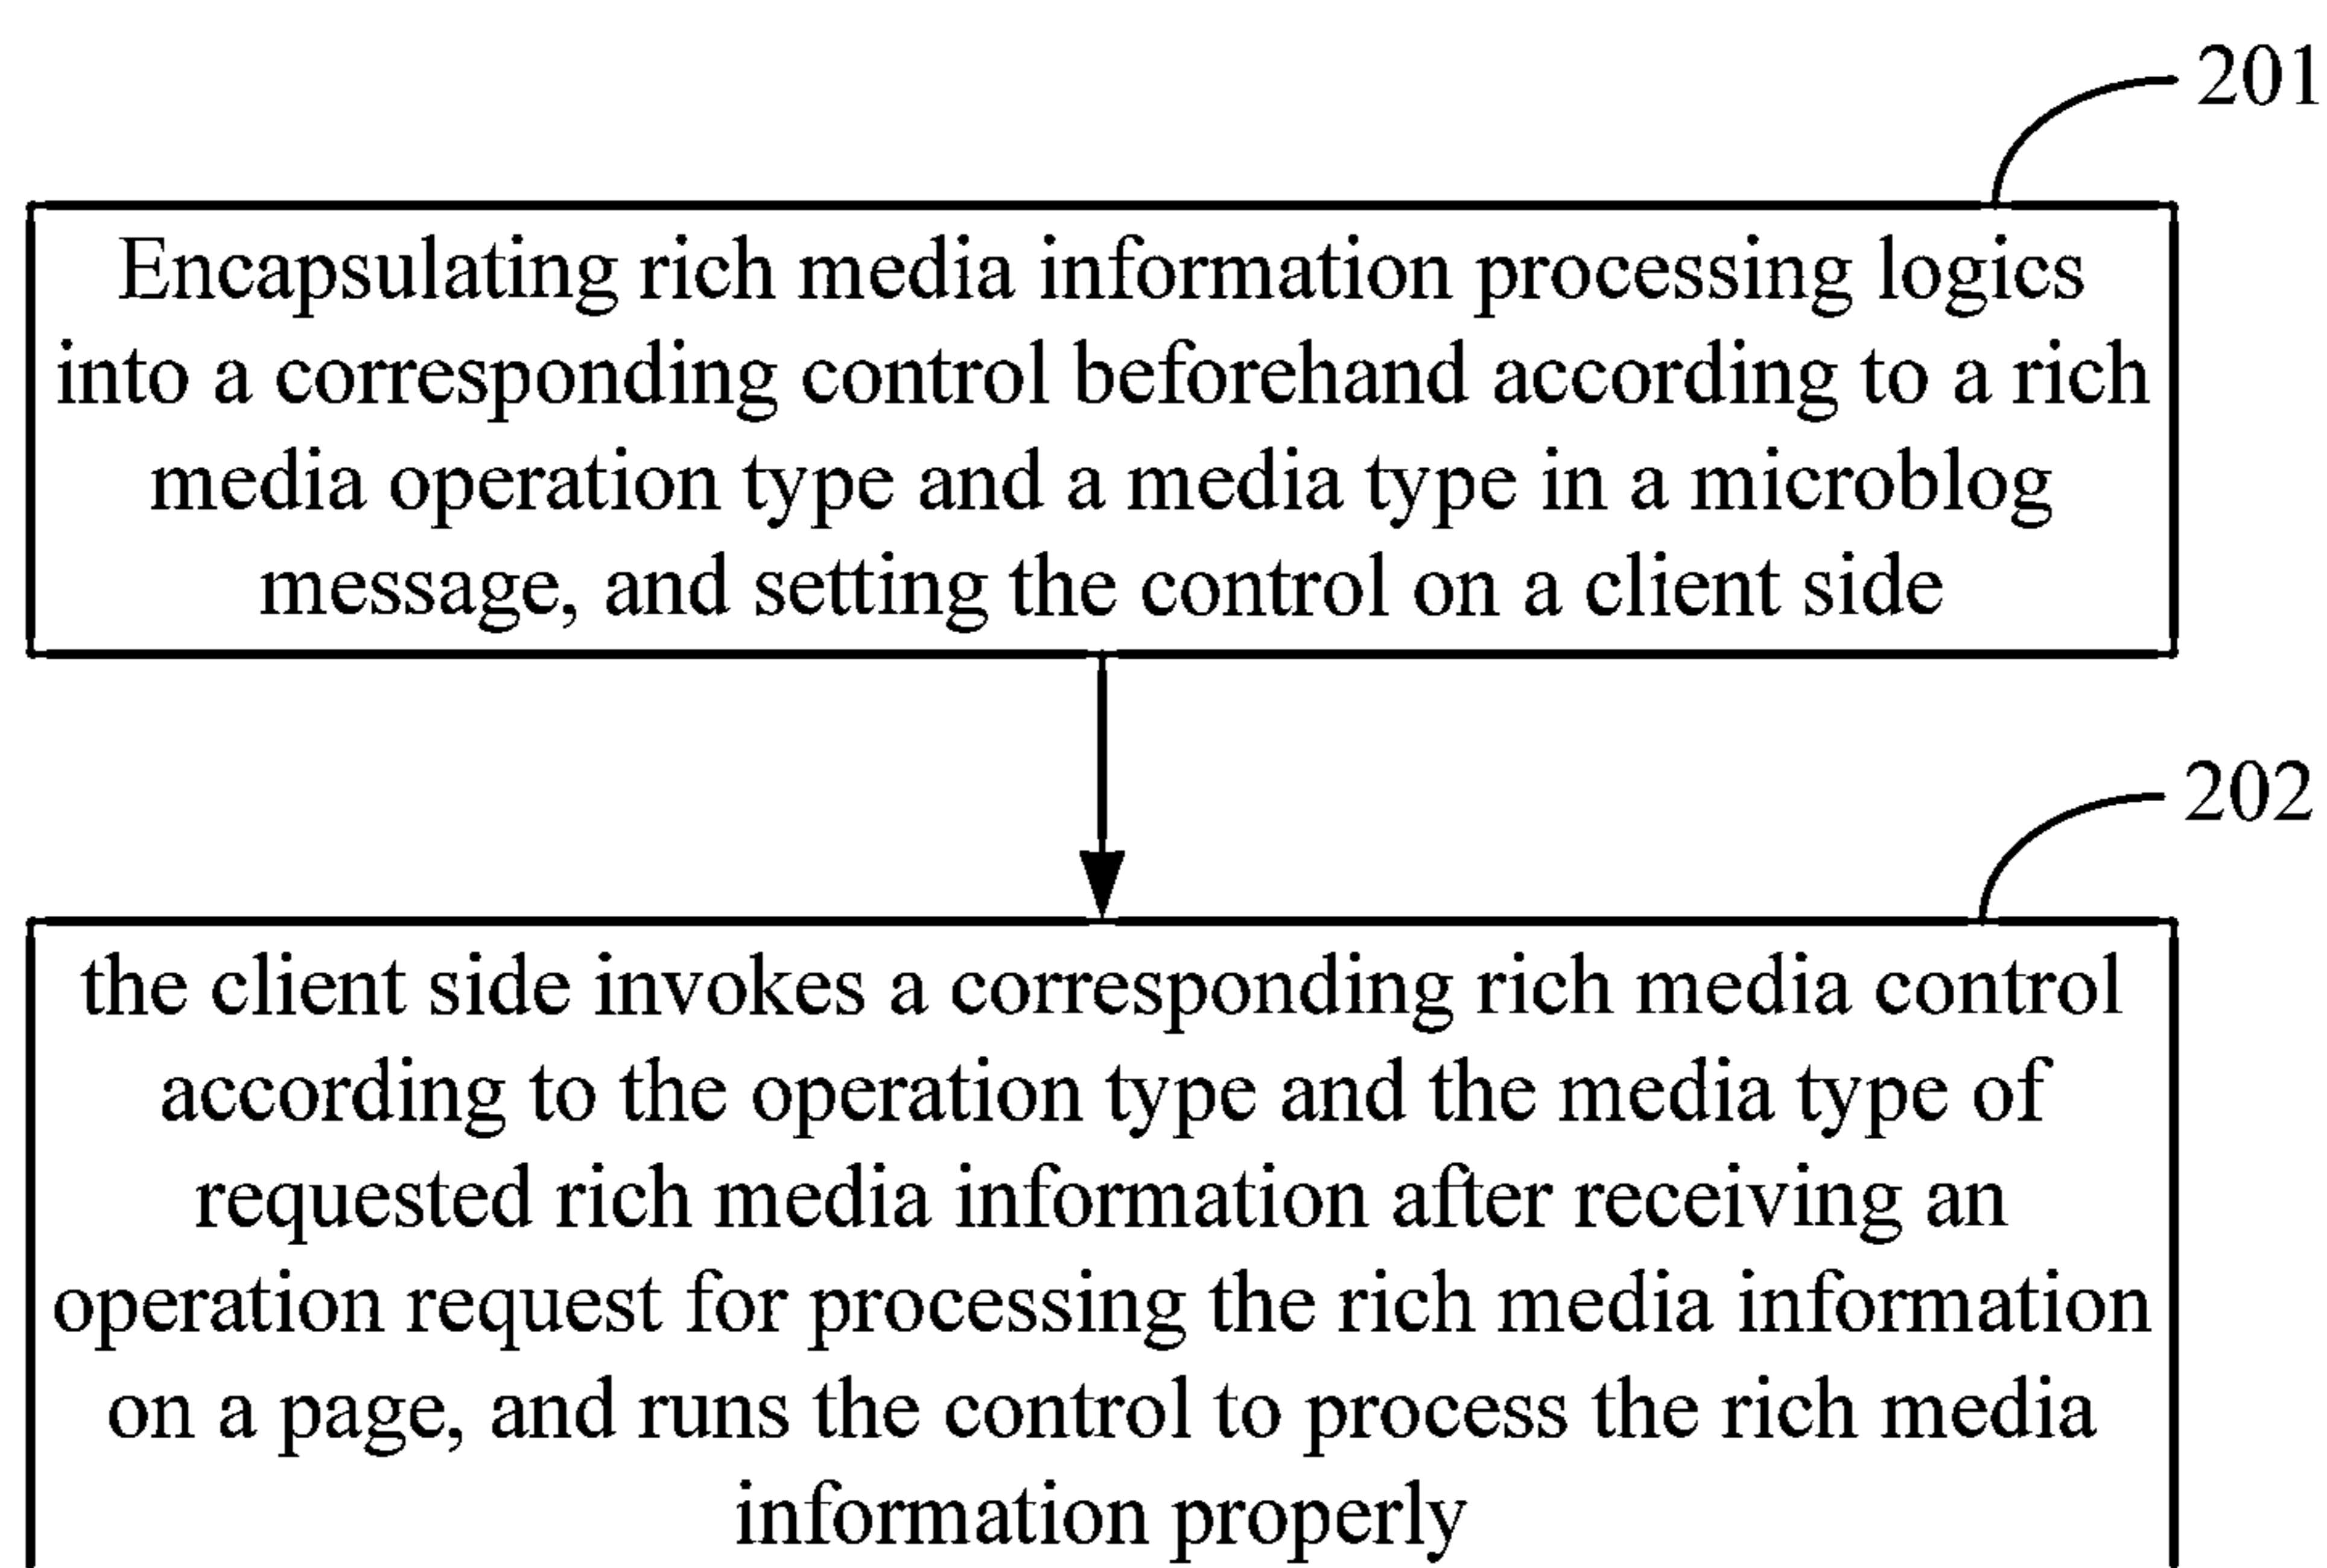 201
Encapsulating rich media information processing logics
into a corresponding control beforehand according to a rich
media operation type and a media type in a microblog
message, and setting the control on a client side
202
the client side invokes a corresponding rich media control
according to the operation type and the media type of
requested rich media information after receiving an
operation request for processing the rich media information
on a page, and runs the control to process the rich media
information properly